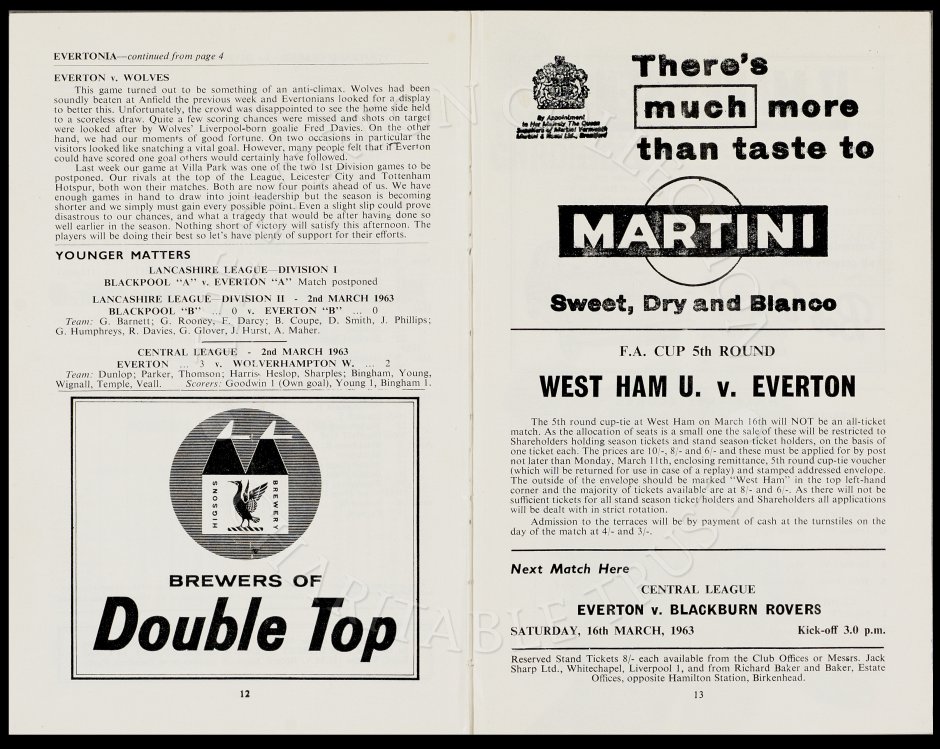 EVERTONIA—continued from page 4
EVERTON v. WOLVES
This game turned out to be something of an anti-climax. Wolves had been
soundly beaten at Anfield the previous week and Evertonians looked for a display
to better this. Unfortunately, the crowd was disappointed to see the home side held
to a scoreless draw. Quite a few scoring chances were missed and shots on target
were looked after by Wolves' Liverpool-born goalie Fred Davies. On the other
hand, we had our moments of good fortune. On two occasions in particular the
visitors looked like snatching a vital goal. However, many people felt that if Everton
could have scored one goal others would certainly have followed.
Last week our game at Villa Park was one of the two 1st Division games to be
postponed. Our rivals at the top of the League, Leicester City and Tottenham
Hotspur, both won their matches. Both are now four points ahead of us. We have
enough games in hand to draw into joint leadership but the season is becoming
shorter and we simply must gain every possible point. Even a slight slip could prove
disastrous to our chances, and what a tragedy that would be after having done so
well earlier in the season. Nothing short of victory will satisfy this afternoon. The
players will be doing their best so let's have plenty of support for their efforts.
YOUNGER MATTERS
LANCASHIRE LEAGUE—DIVISION I
BLACKPOOL "A" v. EVERTON "A" Match postponed
LANCASHIRE LEAGUE—DIVISION II - 2nd MARCH 1963
BLACKPOOL "B" ... 0 v. EVERTON "B" ... 0
Team: G. Barnett; G. Rooney, F. Darcy; B. Coupe, D. Smith, J. Phillips;
G. Humphreys, R. Davies, G. Glover, J. Hurst, A. Maher.
CENTRAL LEAGUE - 2nd MARCH 1963
EVERTON ... 3 v. WOLVERHAMPTON W. ... 2
Team: Dunlop; Parker, Thomson; Harris, Heslop, Sharples; Bingham, Young,
Wignall, Temple, Veall. Scorers: Goodwin 1 (Own goal), Young 1, Bingham 1.
HIGSONS BREWERY
BREWERS OF
Double Top
12
By Appointment
to Her Majesty The Queen
Suppliers of Martini Vermouth
Martini & Rossi Ltd., 
There's
much more
than taste to
MARTINI
Sweet, Dry and Bianco
F.A. CUP 5th ROUND
WEST HAM U. v. EVERTON
The 5th round cup-tie at West Ham on March 16th will NOT be an all-ticket
match. As the allocation of seats is a small one the sale of these will be restricted to
Shareholders holding season tickets and stand season ticket holders, on the basis of
one ticket each. The prices are 10/-, 8/- and 6/- and these must be applied for by post
not later than Monday, March 11th, enclosing remittance, 5th round cup-tie voucher
(which will be returned for use in case of a replay) and stamped addressed envelope.
The outside of the envelope should be marked "West Ham" in the top left-hand
corner and the majority of tickets available are at 8/- and 6/-. As there will not be
sufficient tickets for all stand season ticket holders and Shareholders all applications
will be dealt with in strict rotation.
Admission to the terraces will be by payment of cash at the turnstiles on the
day of the match at 4/- and 3/-.
Next Match Here
CENTRAL LEAGUE
EVERTON v. BLACKBURN ROVERS
SATURDAY, 16th MARCH, 1963 Kick-off 3.0 p.m.
Reserved Stand Tickets 8/- each available from the Club Offices or Messrs. Jack
Sharp Ltd., Whitechapel, Liverpool 1, and from Richard Baker and Baker, Estate
Offices, opposite Hamilton Station, Birkenhead.
13